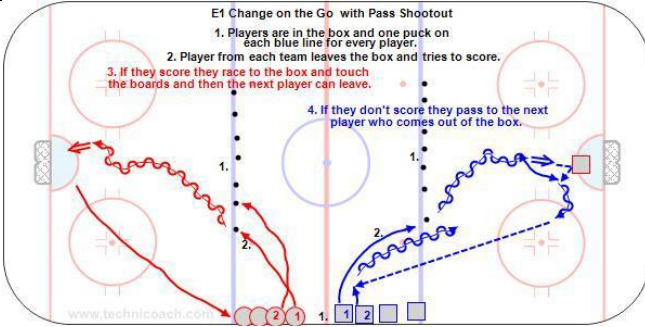 E1 Change on the Go with Pass Shootout
1. Players are in the box and one puck on
each blue line for every player.
2. Player from each team leaves the box and tries to score.
3. If they score they race to the box and touch
the boards and then the next player can leave.
4. If they don't score they pass to the next
player who comes out of the box.
1.
1.
2.
2.
www.technicoach.com
2
1
1.
1
2